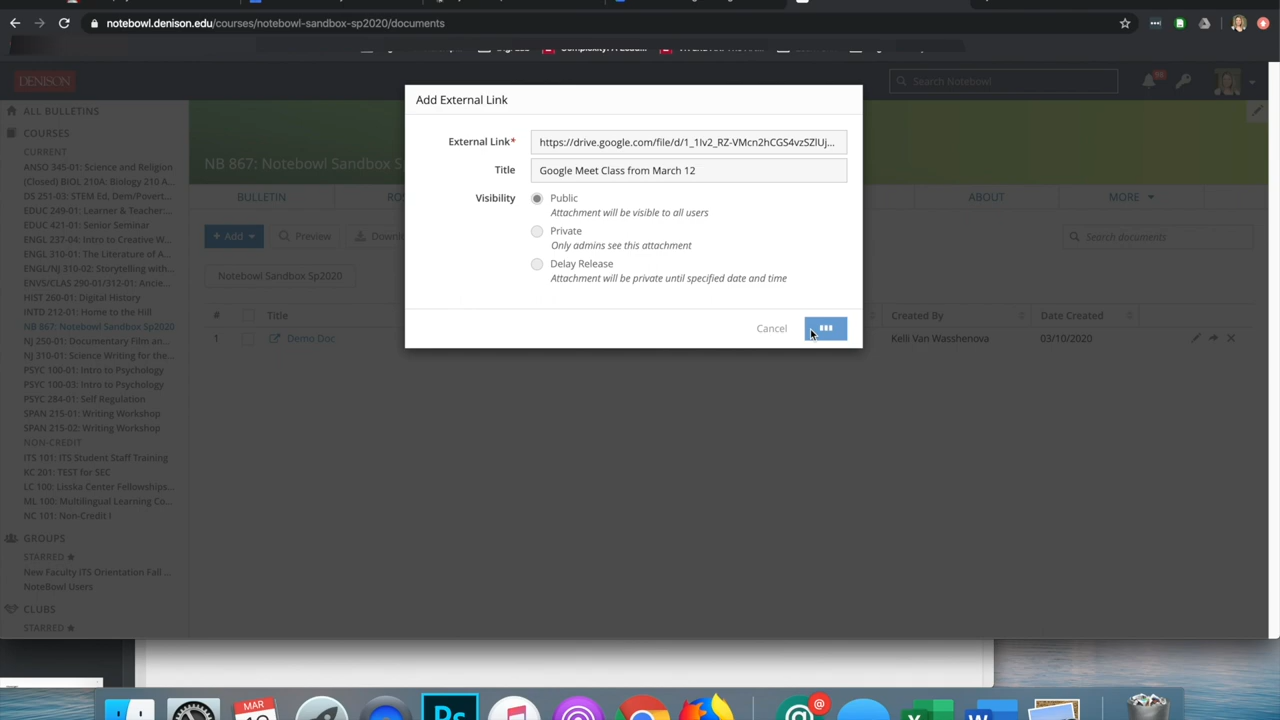 notebowl.denison.edu/courses/notebowl-sandbox-sp2020/documents
DENISON
Search Notebowl
Add External Link
External Link*
https://drive.google.com/file/d/1_1lv2_RZ-VMcn2hCGS4vzSZlUj...
Title
Google Meet Class from March 12
Visibility
Public
Attachment will be visible to all users
Private
Only admins see this attachment
Delay Release
Attachment will be private until specified date and time
Cancel
ALL BULLETINS
COURSES
CURRENT
ANSO 345-01: Science and Religion
(Closed) BIOL 210A: Biology 210 A...
DS 251-03: STEM Ed, Dem/Povert...
EDUC 249-01: Learner & Teacher:...
EDUC 421-01: Senior Seminar
ENGL 237-04: Intro to Creative W...
ENGL 310-01: The Literature of A...
ENGL/NJ 310-02: Storytelling with...
ENVS/CLAS 290-01/312-01: Ancie...
HIST 260-01: Digital History
INTD 212-01: Home to the Hill
NB 867: Notebowl Sandbox Sp2020
NJ 250-01: Documentary Film an...
NJ 310-01: Science Writing for the...
PSYC 100-01: Intro to Psychology
PSYC 100-03: Intro to Psychology
PSYC 284-01: Self Regulation
SPAN 215-01: Writing Workshop
SPAN 215-02: Writing Workshop
NON-CREDIT
ITS 101: ITS Student Staff Training
KC 201: TEST for SEC
LC 100: Lisska Center Fellowships...
ML 100: Multilingual Learning Co...
NC 101: Non-Credit I
GROUPS
STARRED
New Faculty ITS Orientation Fall ...
NoteBowl Users
CLUBS
STARRED
NB 867: Notebowl Sandbox S
BULLETIN
ABOUT
MORE
+ Add
Preview
Search documents
Notebowl Sandbox Sp2020
# Title Created By Date Created
1 Demo Doc Kelli Van Wasshenova 03/10/2020
MAR
Ps
@